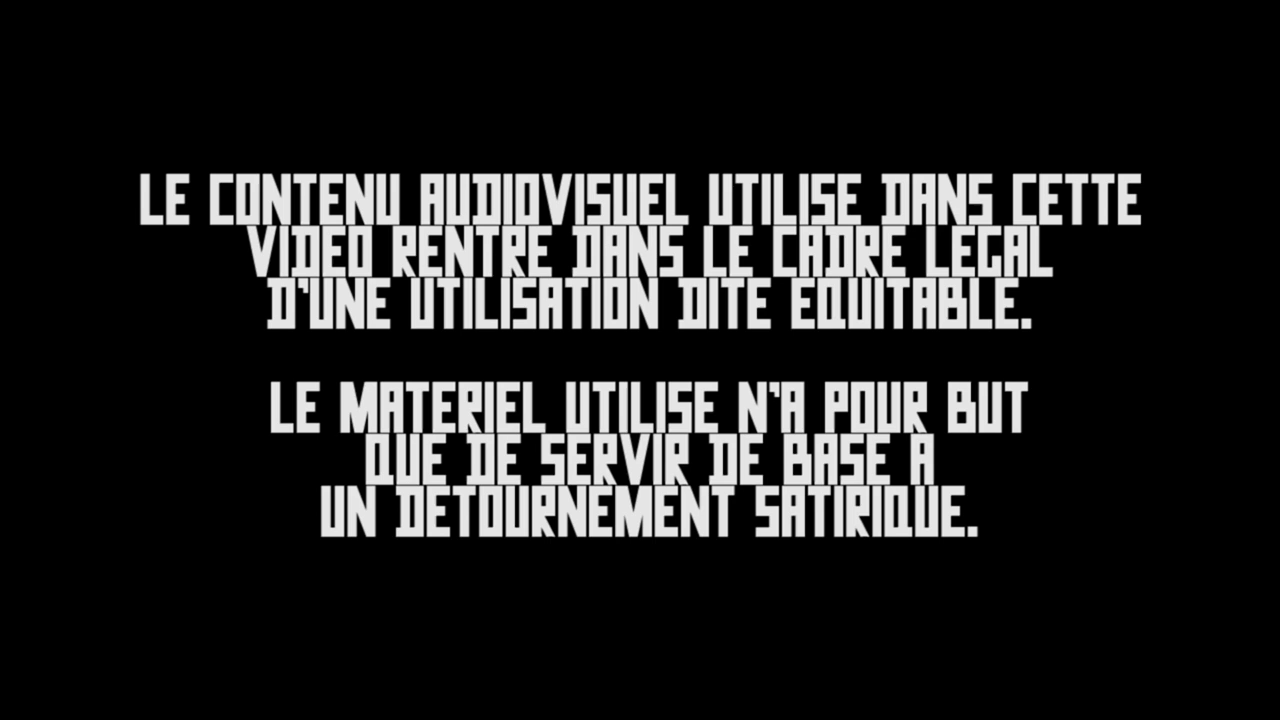 LE CONTENU AUDIOVISUEL UTILISE DANS CETTE
VIDEO RENTRE DANS LE CADRE LEGAL
D'UNE UTILISATION DITE EQUITABLE.
LE MATERIEL UTILISE N'A POUR BUT
QUE DE SERVIR DE BASE A
UN DETOURNEMENT SATIRIQUE.